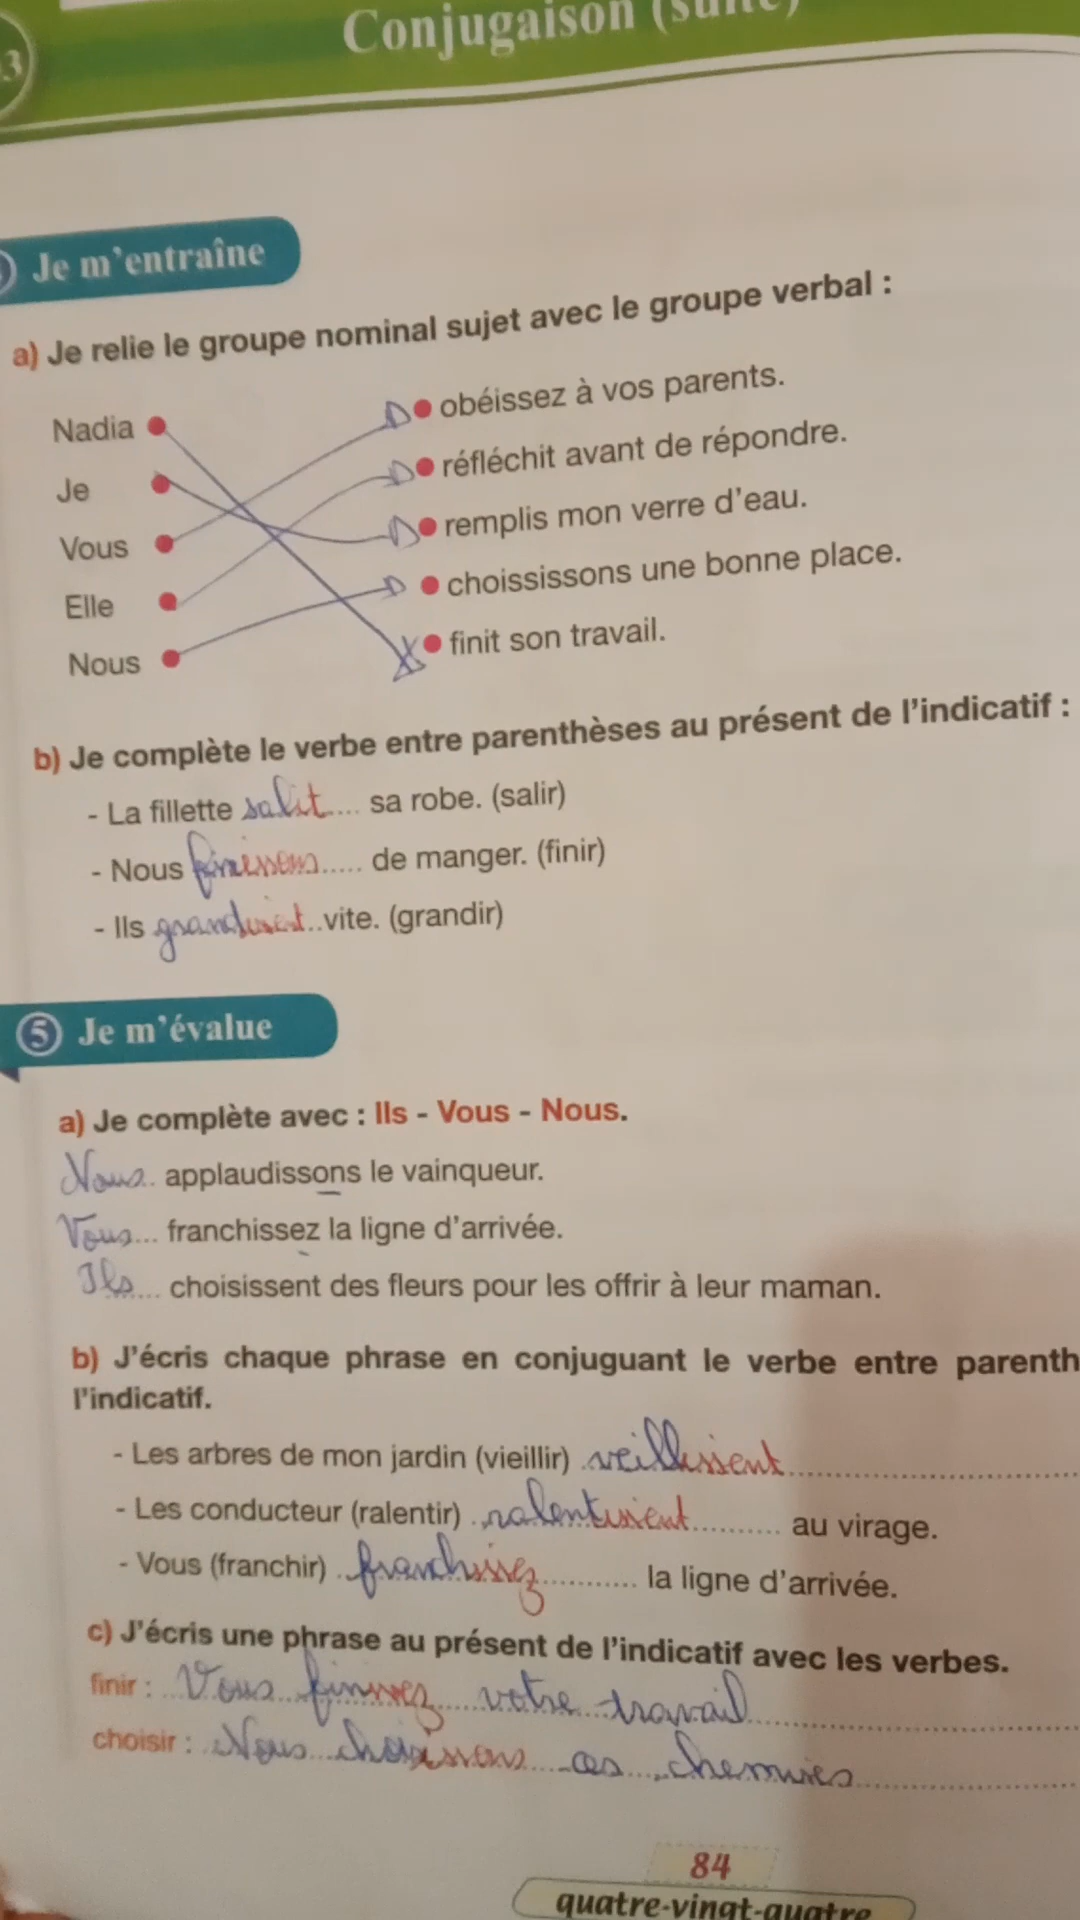 3
Conjugaison (suite)
Je m'entraîne
a) Je relie le groupe nominal sujet avec le groupe verbal :
Nadia
obéissez à vos parents.
Je
réfléchit avant de répondre.
Vous
remplis mon verre d'eau.
Elle
choississons une bonne place.
Nous
finit son travail.
b) Je complète le verbe entre parenthèses au présent de l'indicatif :
- La fillette salit.... sa robe. (salir)
- Nous finissons..... de manger. (finir)
- Ils grandissent..vite. (grandir)
5 Je m'évalue
a) Je complète avec : Ils - Vous - Nous.
Nous.. applaudissons le vainqueur.
Vous... franchissez la ligne d'arrivée.
Ils.... choisissent des fleurs pour les offrir à leur maman.
b) J'écris chaque phrase en conjuguant le verbe entre parenth
l'indicatif.
- Les arbres de mon jardin (vieillir) veillissent
- Les conducteur (ralentir) ralentissent au virage.
- Vous (franchir) franchissez la ligne d'arrivée.
c) J'écris une phrase au présent de l'indicatif avec les verbes.
finir : Vous finissez votre travail
choisir : Nous choisissons ces chemises
84
quatre-vingt-quatre